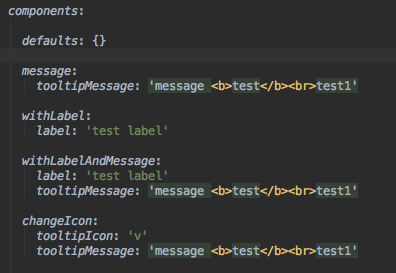 components:
defaults: {}
message:
tooltipMessage: 'message <b>test</b><br>test1'
withLabel:
label: 'test label'
withLabelAndMessage:
label: 'test label'
tooltipMessage: 'message <b>test</b><br>test1'
changeIcon:
tooltipIcon: 'v'
tooltipMessage: 'message <b>test</b><br>test1'